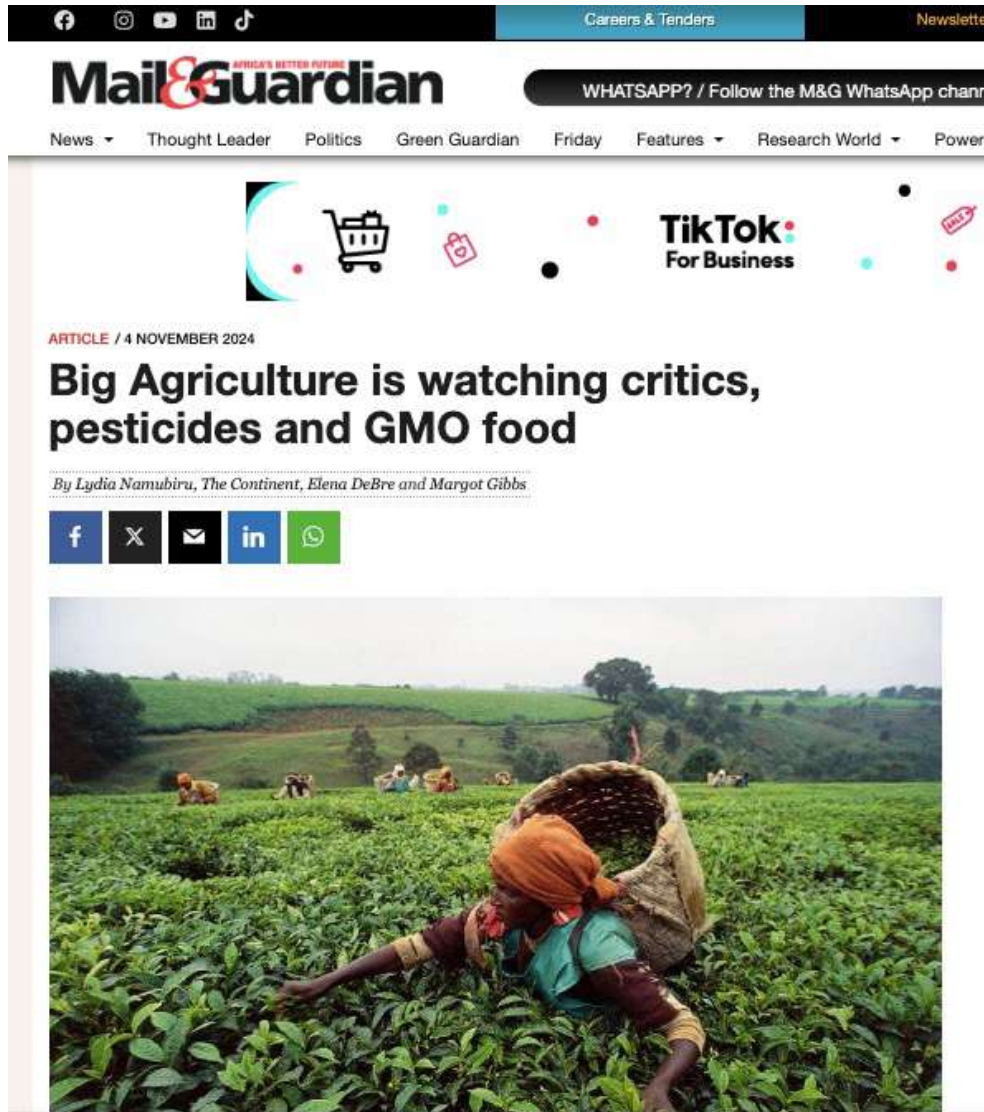 Careers & Tenders
Newslette
Mail&Guardian
AFRICA'S BETTER FUTURE
WHATSAPP? / Follow the M&G WhatsApp chann
News Thought Leader Politics Green Guardian Friday Features Research World Power
TikTok:
For Business
SALE
ARTICLE / 4 NOVEMBER 2024
Big Agriculture is watching critics,
pesticides and GMO food
By Lydia Namubiru, The Continent, Elena DeBre and Margot Gibbs